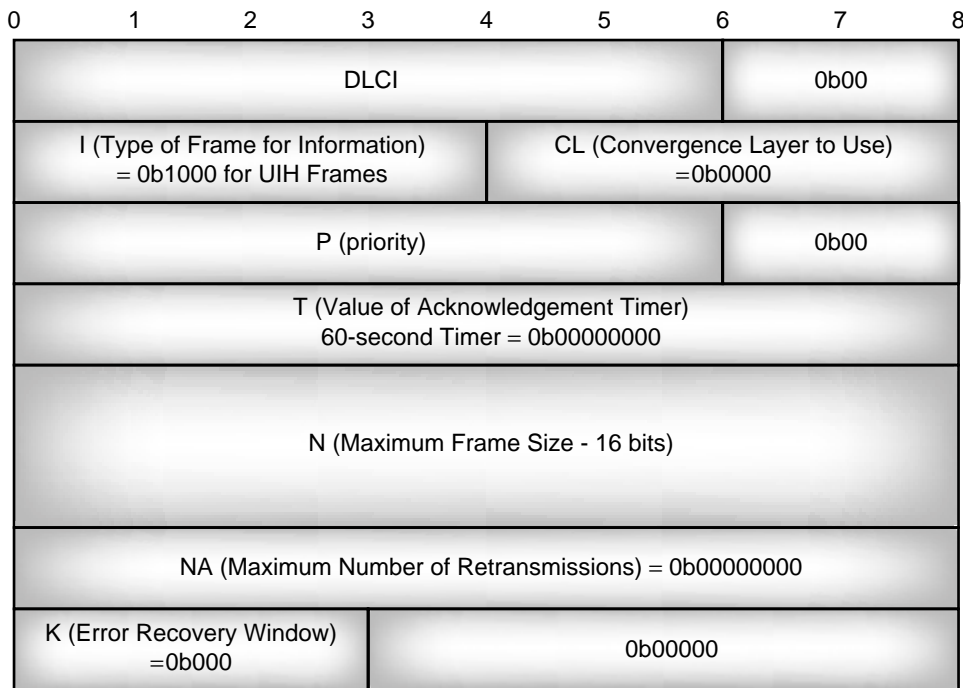 0 1 2 3 4 5 6 7 8
DLCI 0b00
I (Type of Frame for Information) CL (Convergence Layer to Use)
= 0b1000 for UIH Frames =0b0000
P (priority) 0b00
T (Value of Acknowledgement Timer)
60-second Timer = 0b00000000
N (Maximum Frame Size - 16 bits)
NA (Maximum Number of Retransmissions) = 0b00000000
K (Error Recovery Window)
=0b000
0b00000